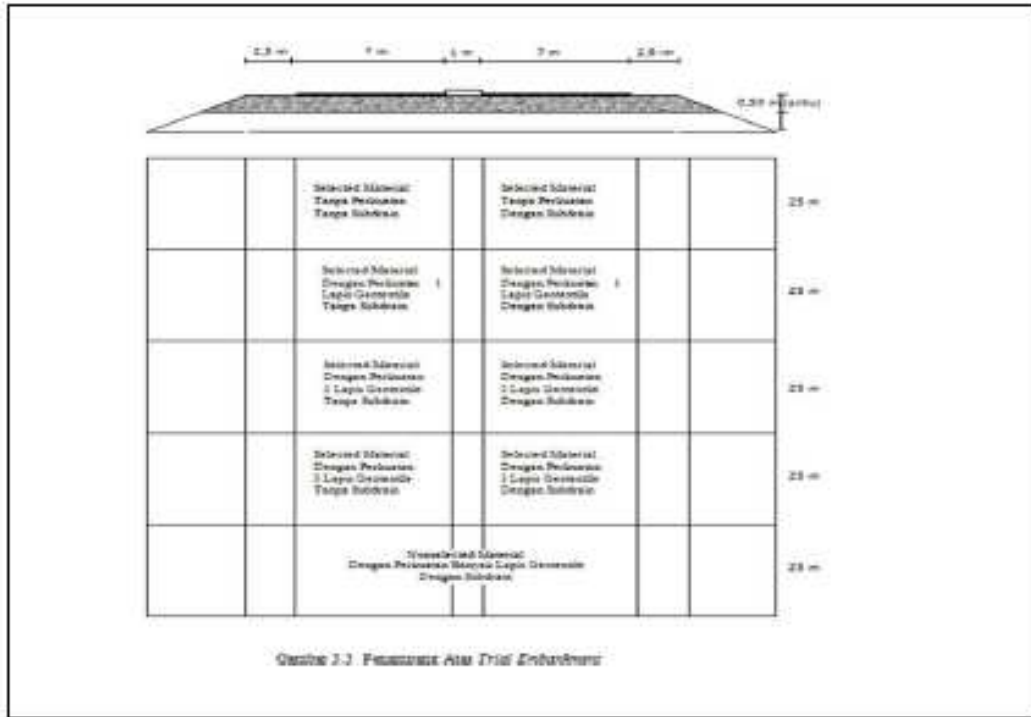 2,5 m 7 m 1 m 7 m 2,5 m
Selected Material
Tanpa Perkuatan
Tanpa Subdrain
Selected Material
Tanpa Perkuatan
Dengan Subdrain
25 m
Selected Material
Dengan Perkuatan 1
Lapis Geotextile
Tanpa Subdrain
Selected Material
Dengan Perkuatan 1
Lapis Geotextile
Dengan Subdrain
25 m
Selected Material
Dengan Perkuatan
Lapis Geotextile
Tanpa Subdrain
Selected Material
Dengan Perkuatan
Lapis Geotextile
Dengan Subdrain
25 m
Selected Material
Dengan Perkuatan
3 Lapis Geotextile
Tanpa Subdrain
Selected Material
Dengan Perkuatan
Lapis Geotextile
Dengan Subdrain
25 m
Nonselected Material
Dengan Perkuatan Banyak Lapis Geotextile
Dengan Subdrain
25 m
Gambar Penampang Atas Trial Embankment